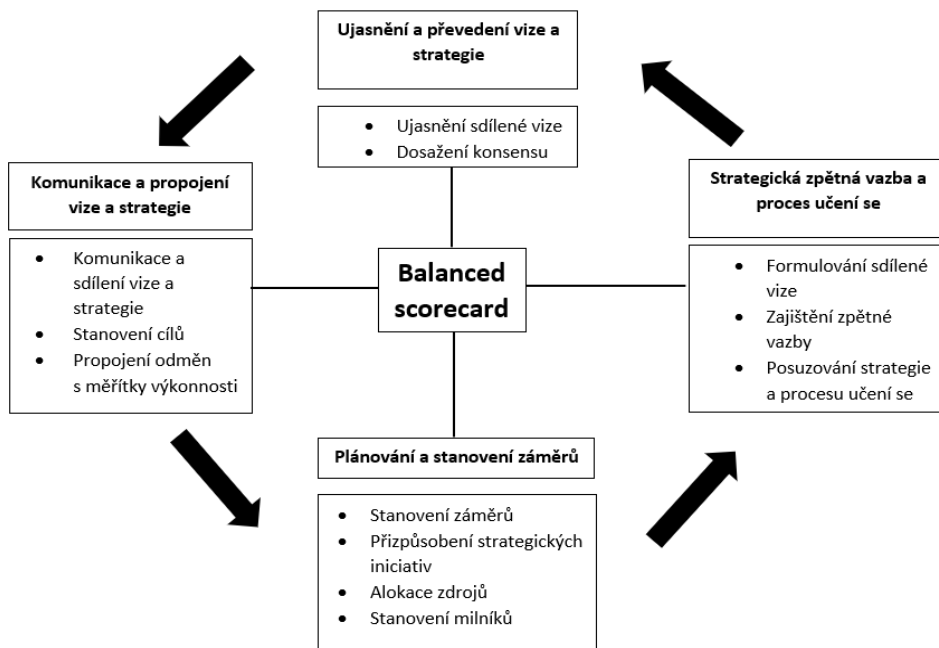 Ujasnění a převedení vize a
strategie
• Ujasnění sdílené vize
• Dosažení konsensu
Komunikace a propojení
vize a strategie
• Komunikace a
sdílení vize a
strategie
• Stanovení cílů
• Propojení odměn
s měřítky výkonnosti
Balanced
scorecard
Strategická zpětná vazba a
proces učení se
• Formulování sdílené
vize
• Zajištění zpětné
vazby
• Posuzování strategie
a procesu učení se
Plánování a stanovení záměrů
• Stanovení záměrů
• Přizpůsobení strategických
iniciativ
• Alokace zdrojů
• Stanovení milníků